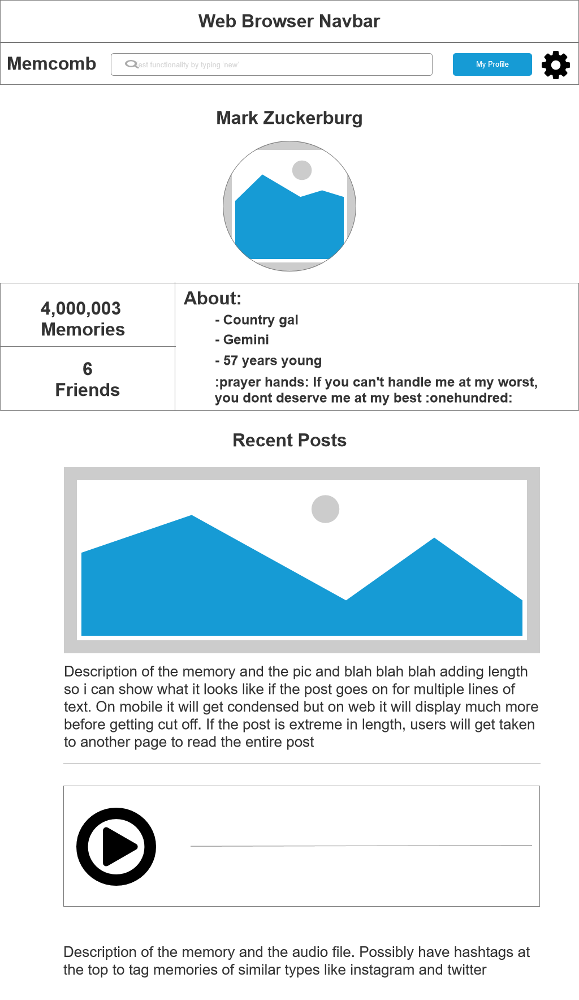 Web Browser Navbar
Memcomb
Test functionality by typing 'new'
My Profile
Mark Zuckerburg
4,000,003
Memories
6
Friends
About:
- Country gal
- Gemini
- 57 years young
:prayer hands: If you can't handle me at my worst,
you dont deserve me at my best :onehundred:
Recent Posts
Description of the memory and the pic and blah blah blah adding length
so i can show what it looks like if the post goes on for multiple lines of
text. On mobile it will get condensed but on web it will display much more
before getting cut off. If the post is extreme in length, users will get taken
to another page to read the entire post
Description of the memory and the audio file. Possibly have hashtags at
the top to tag memories of similar types like instagram and twitter